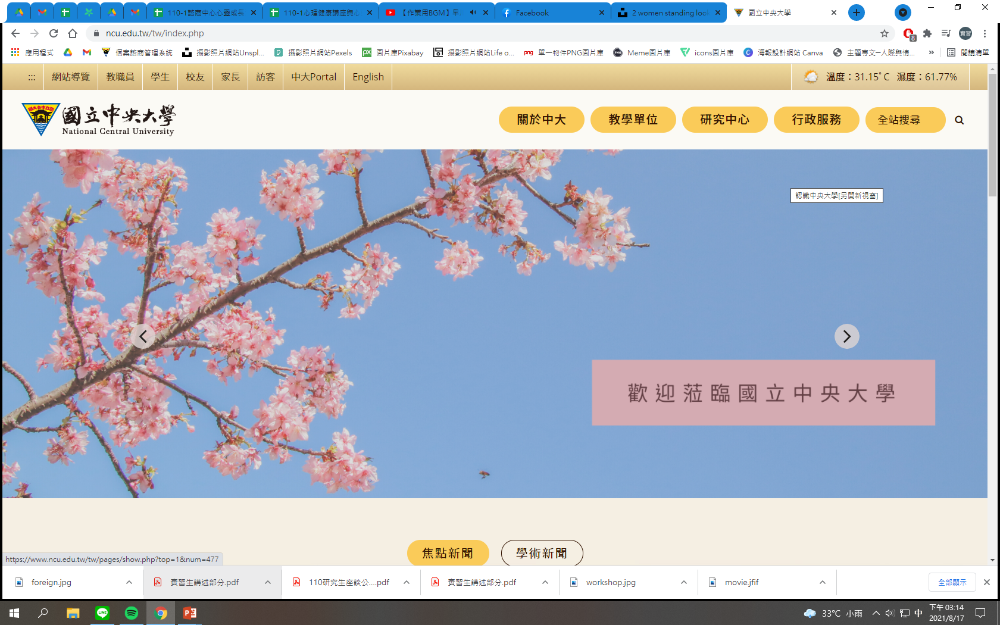 110-1諮商中心心靈成長
110-1心理健康講座與心
【作業用BGM】早
Facebook
2 women standing look
國立中央大學
ncu.edu.tw/tw/index.php
8
實習
應用程式
個案諮商管理系統
攝影照片網站Unspl...
攝影照片網站Pexels
圖片庫Pixabay
攝影照片網站Life o...
png 單一物件PNG圖片庫
Meme圖片庫
icons圖片庫
海報設計網站 Canva
主題專文—人際與情...
»
閱讀清單
:::
網站導覽
教職員
學生
校友
家長
訪客
中大Portal
English
溫度：31.15°C 濕度：61.77%
國立中央大學
National Central University
關於中大
教學單位
研究中心
行政服務
全站搜尋
認識中央大學[另開新視窗]
歡迎蒞臨國立中央大學
焦點新聞
學術新聞
https://www.ncu.edu.tw/tw/pages/show.php?top=1&num=477
foreign.jpg
實習生講述部分.pdf
110研究生座談公....pdf
實習生講述部分.pdf
workshop.jpg
movie.jfif
全部顯示
LINE
33°C 小雨
中
下午 03:14
2021/8/17